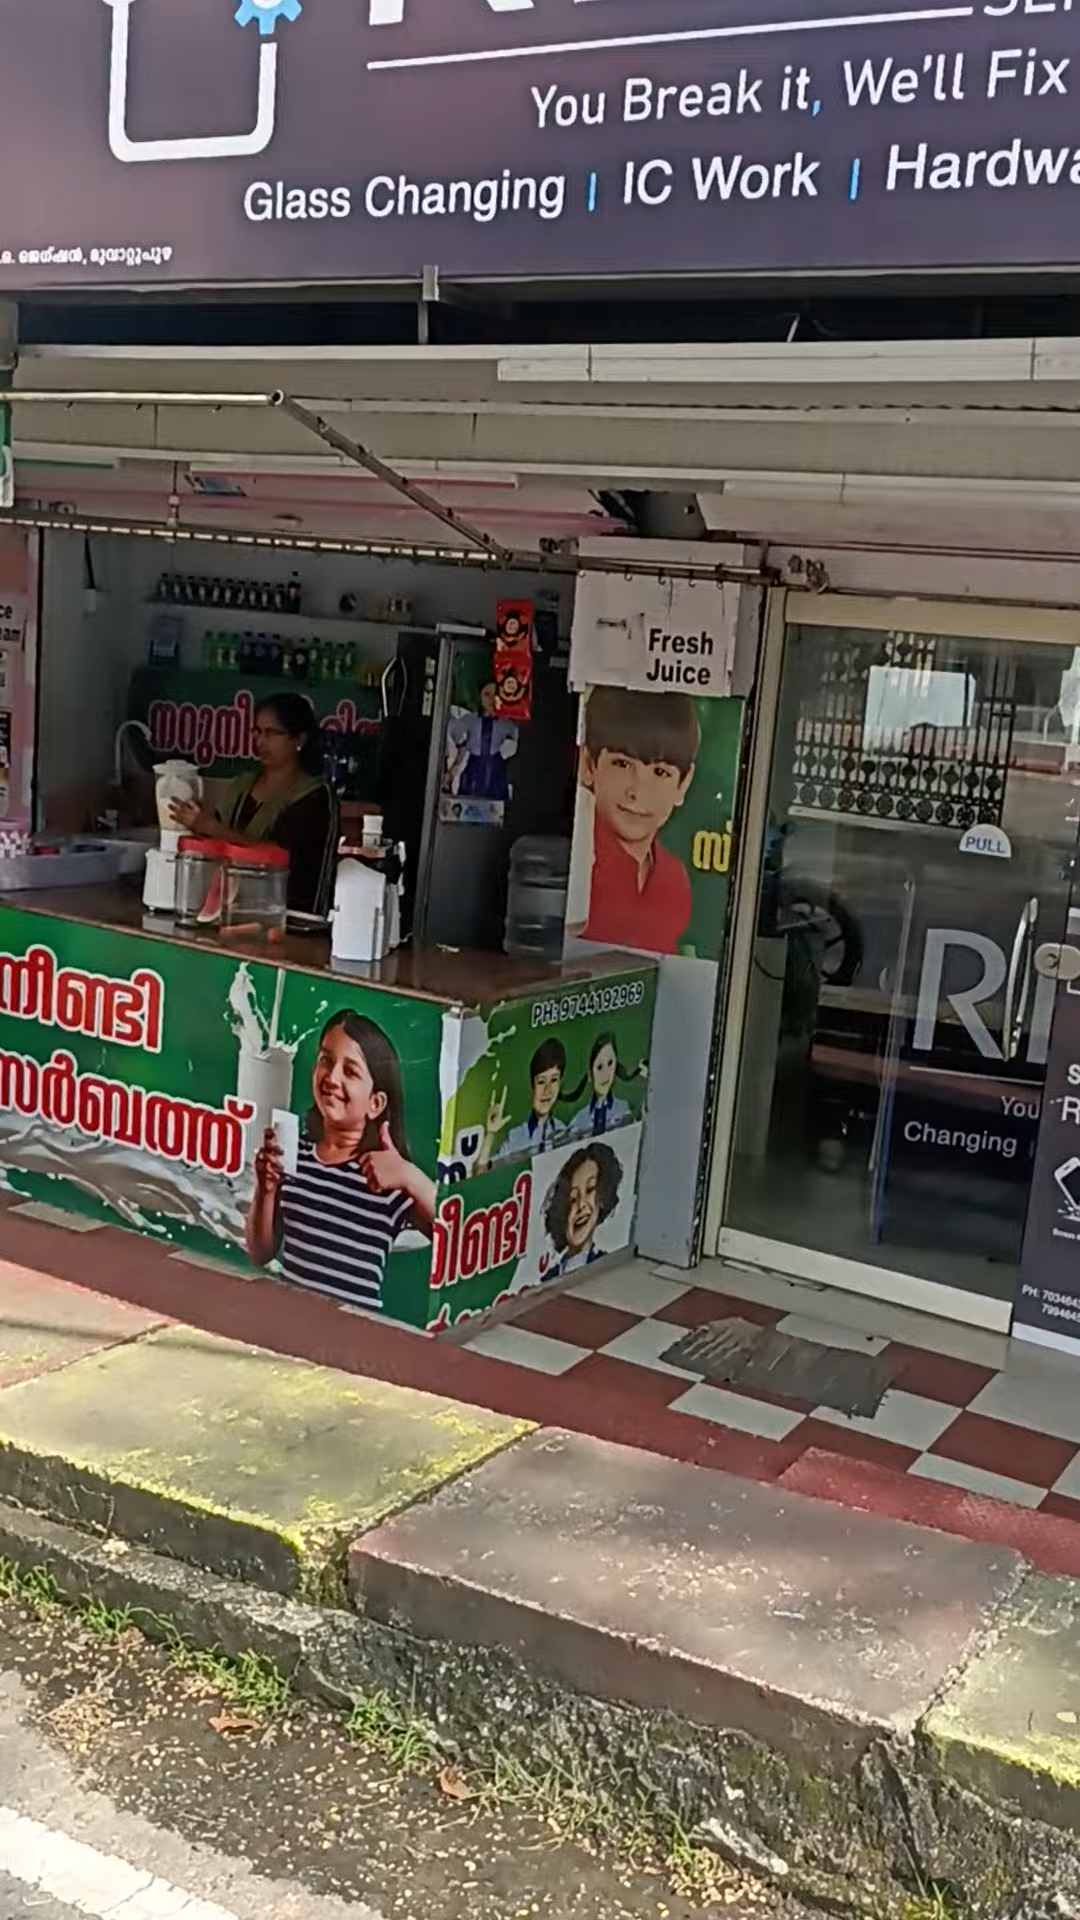 You Break it, We'll Fix
Glass Changing | IC Work | Hardwa
മുവാറ്റുപുഴ
Fresh
Juice
നറുനീ
സ്
PULL
PH: 9744192969
നീണ്ടി
സർബത്ത്
ീണ്ടി
R
You
Changing
S
R